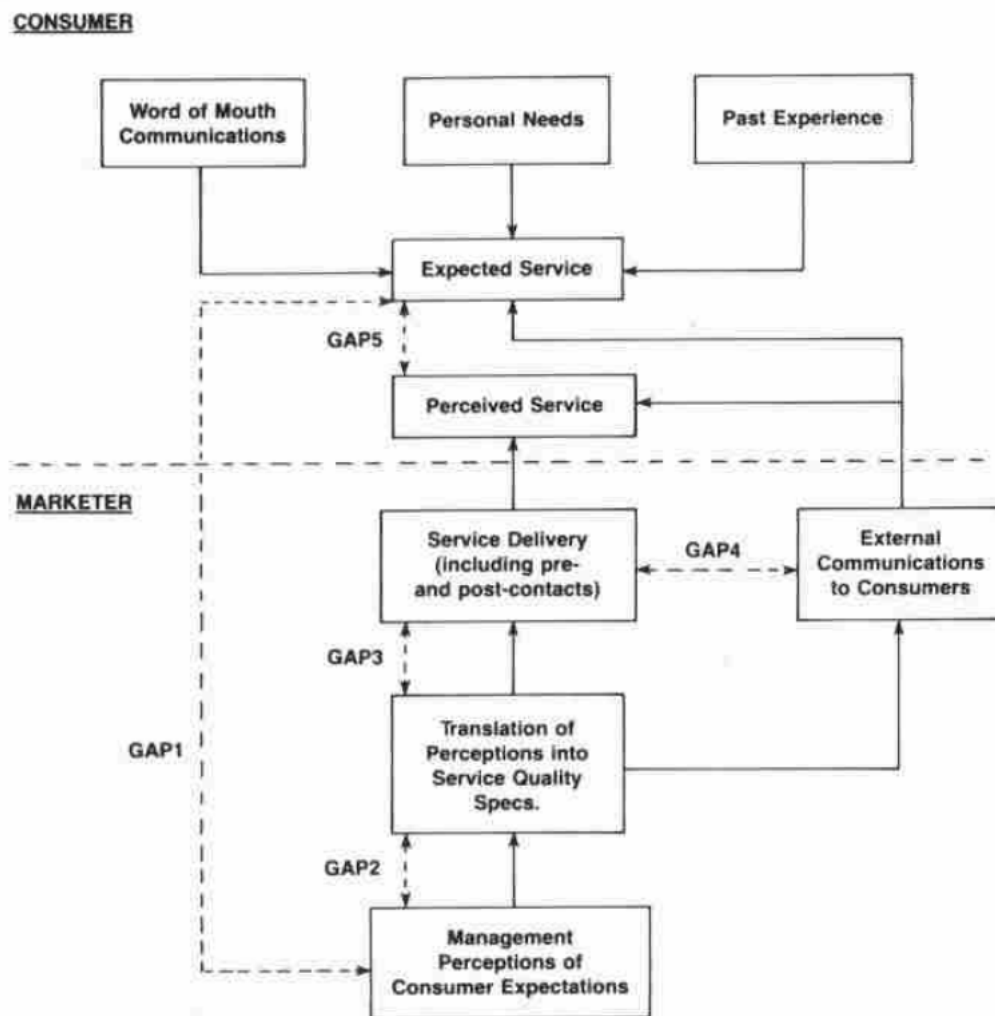 CONSUMER
Word of Mouth
Communications
Personal Needs
Past Experience
Expected Service
GAP5
Perceived Service
MARKETER
Service Delivery
(including pre-
and post-contacts)
GAP4
External
Communications
to Consumers
GAP3
Translation of
Perceptions into
Service Quality
Specs.
GAP1
GAP2
Management
Perceptions of
Consumer Expectations